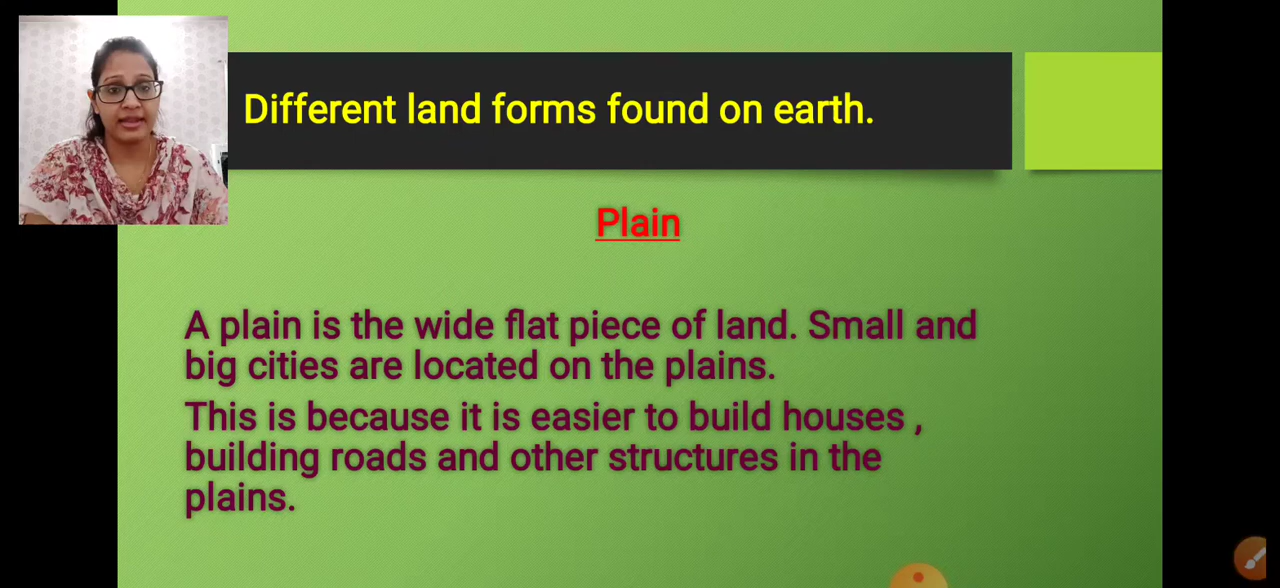 Different land forms found on earth.
Plain
A plain is the wide flat piece of land. Small and
big cities are located on the plains.
This is because it is easier to build houses ,
building roads and other structures in the
plains.